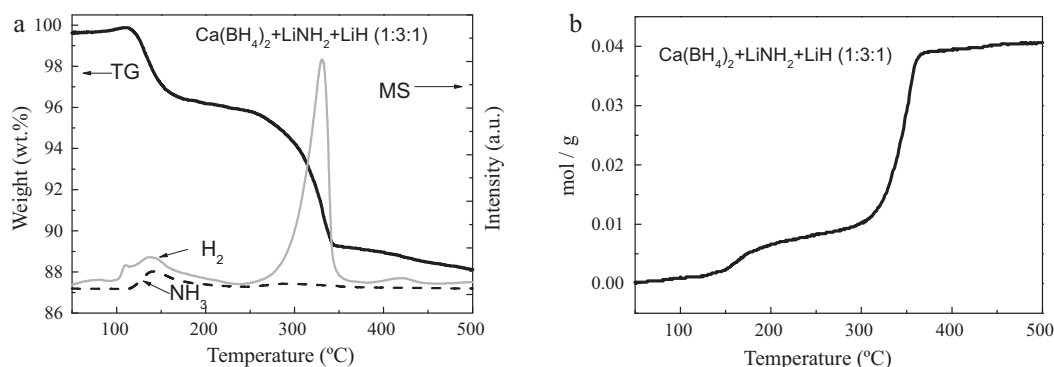 a
Ca(BH4)2+LiNH2+LiH (1:3:1)
TG
MS
H2
NH3
Weight (wt.%)
Intensity (a.u.)
100
98
96
94
92
90
88
86
100 200 300 400 500
Temperature (ºC)
b
Ca(BH4)2+LiNH2+LiH (1:3:1)
mol / g
0.04
0.03
0.02
0.01
0.00
100 200 300 400 500
Temperature (ºC)